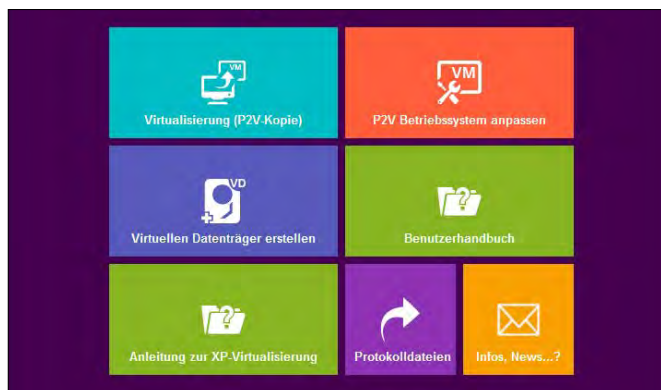 VM
Virtualisierung (P2V-Kopie)
VM
P2V Betriebssystem anpassen
VD
Virtuellen Datenträger erstellen
Benutzerhandbuch
Anleitung zur XP-Virtualisierung
Protokolldateien
Infos, News...?